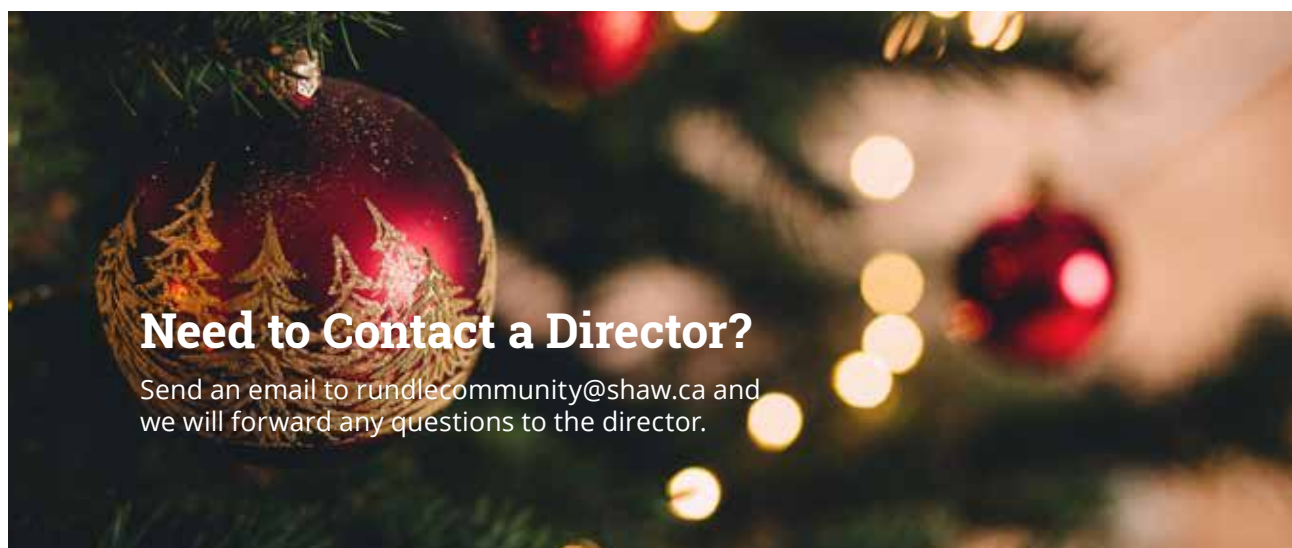 Need to Contact a Director?
Send an email to rundlecommunity@shaw.ca and
we will forward any questions to the director.